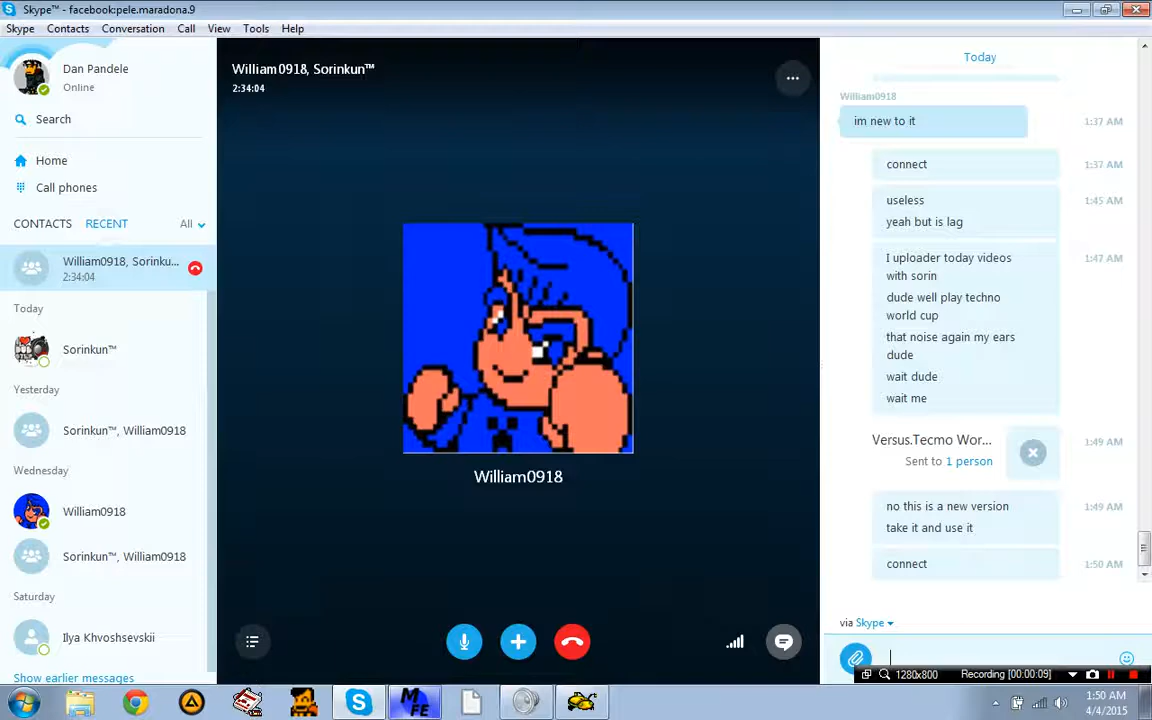 Skype™ - facebook:pele.maradona.9
Skype Contacts Conversation Call View Tools Help
Dan Pandele
Online
Search
Home
Call phones
CONTACTS RECENT All
William0918, Sorinku...
2:34:04
Today
Sorinkun™
Yesterday
Sorinkun™, William0918
Wednesday
William0918
Sorinkun™, William0918
Saturday
Ilya Khvoshsevskii
Show earlier messages
William0918, Sorinkun™
2:34:04
William0918
Today
William0918
im new to it 1:37 AM
connect 1:37 AM
useless 1:45 AM
yeah but is lag
I uploader today videos 1:47 AM
with sorin
dude well play techno
world cup
that noise again my ears
dude
wait dude
wait me
Versus.Tecmo Wor... 1:49 AM
Sent to 1 person
no this is a new version 1:49 AM
take it and use it
connect 1:50 AM
via Skype
1280x800 Recording [00:00:09]
M
FE
1:50 AM
4/4/2015